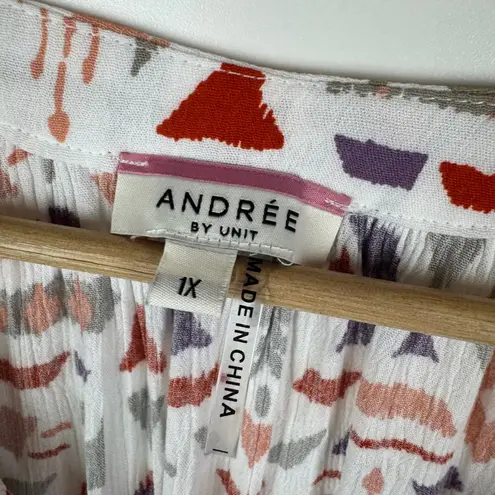 ANDRÉE
BY UNIT
1X
MADE IN CHINA